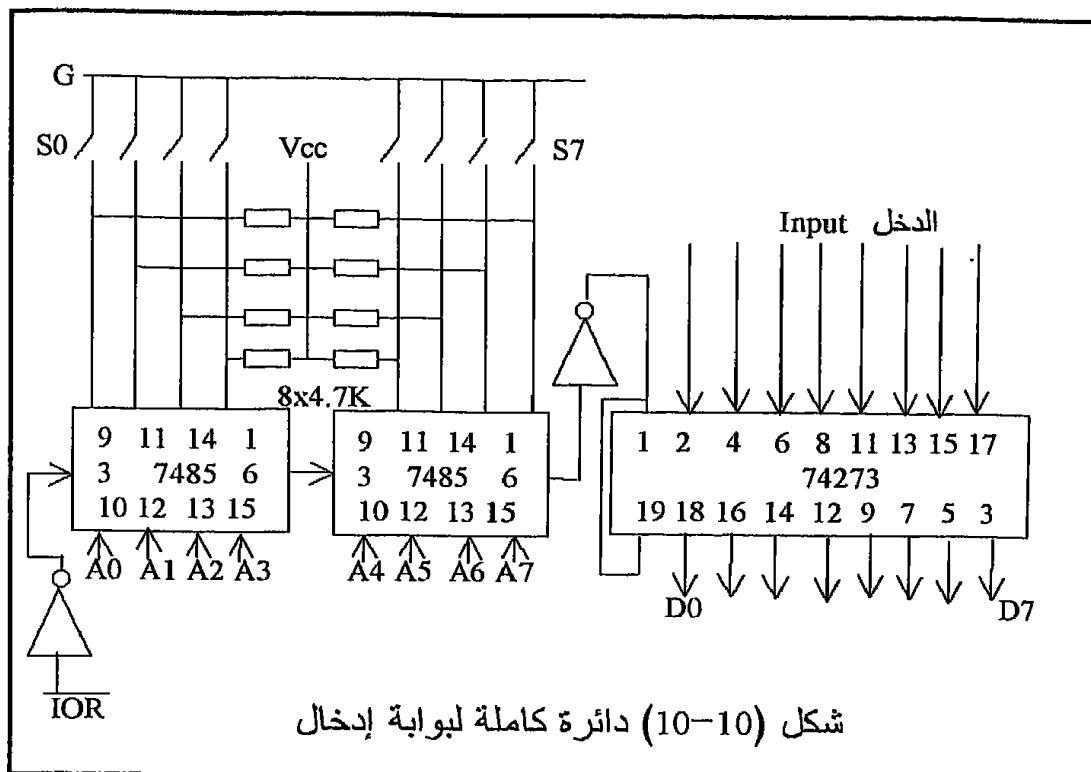 G
S0 Vcc S7
Input الدخل
8x4.7K
9 11 14 1
3 7485 6
10 12 13 15
A0 A1 A2 A3
9 11 14 1
3 7485 6
10 12 13 15
A4 A5 A6 A7
1 2 4 6 8 11 13 15 17
74273
19 18 16 14 12 9 7 5 3
D0 D7
IOR
شكل (10-10) دائرة كاملة لبوابة إدخال